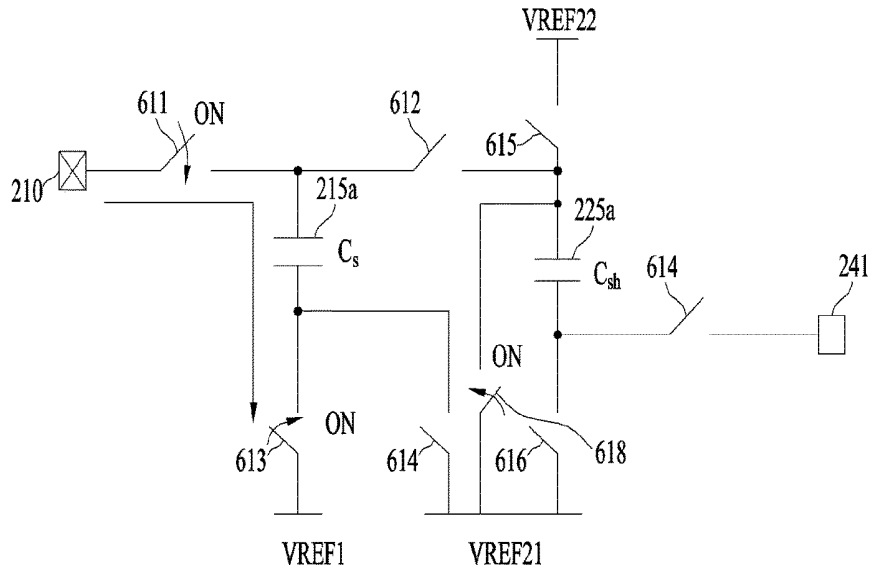 VREF22
611
ON
612
615
210
215a
Cs
225a
Csh
614
241
ON
ON
613
614
616
618
VREF1
VREF21